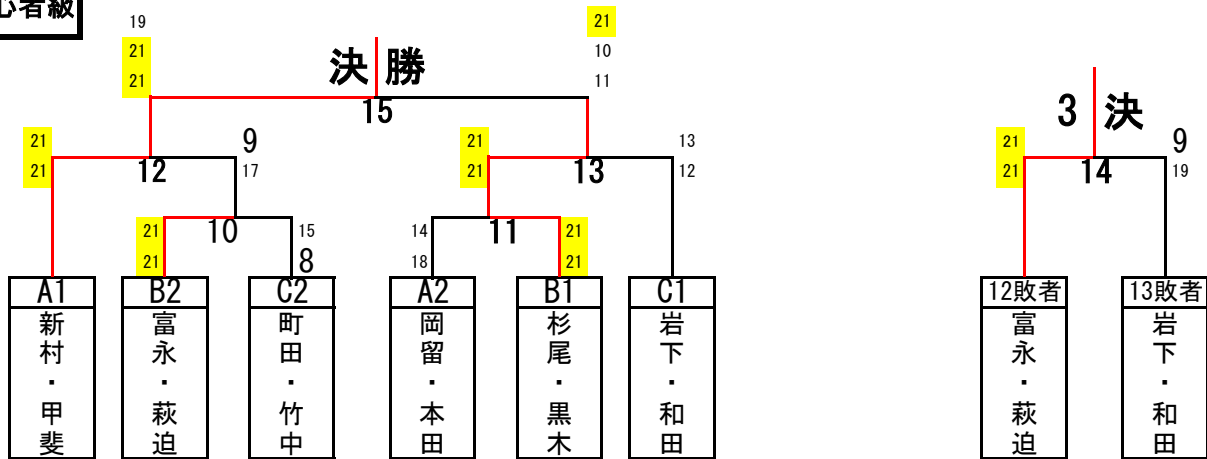 心者級
19
21
21
21
10
11
決勝
15
3決
21
21
9
17
12
21
21
13
12
13
21
21
9
19
14
21
21
15
8
10
14
18
21
21
11
A1
B2
C2
A2
B1
C1
12敗者
13敗者
新村・甲斐
富永・萩迫
町田・竹中
岡留・本田
杉尾・黒木
岩下・和田
富永・萩迫
岩下・和田